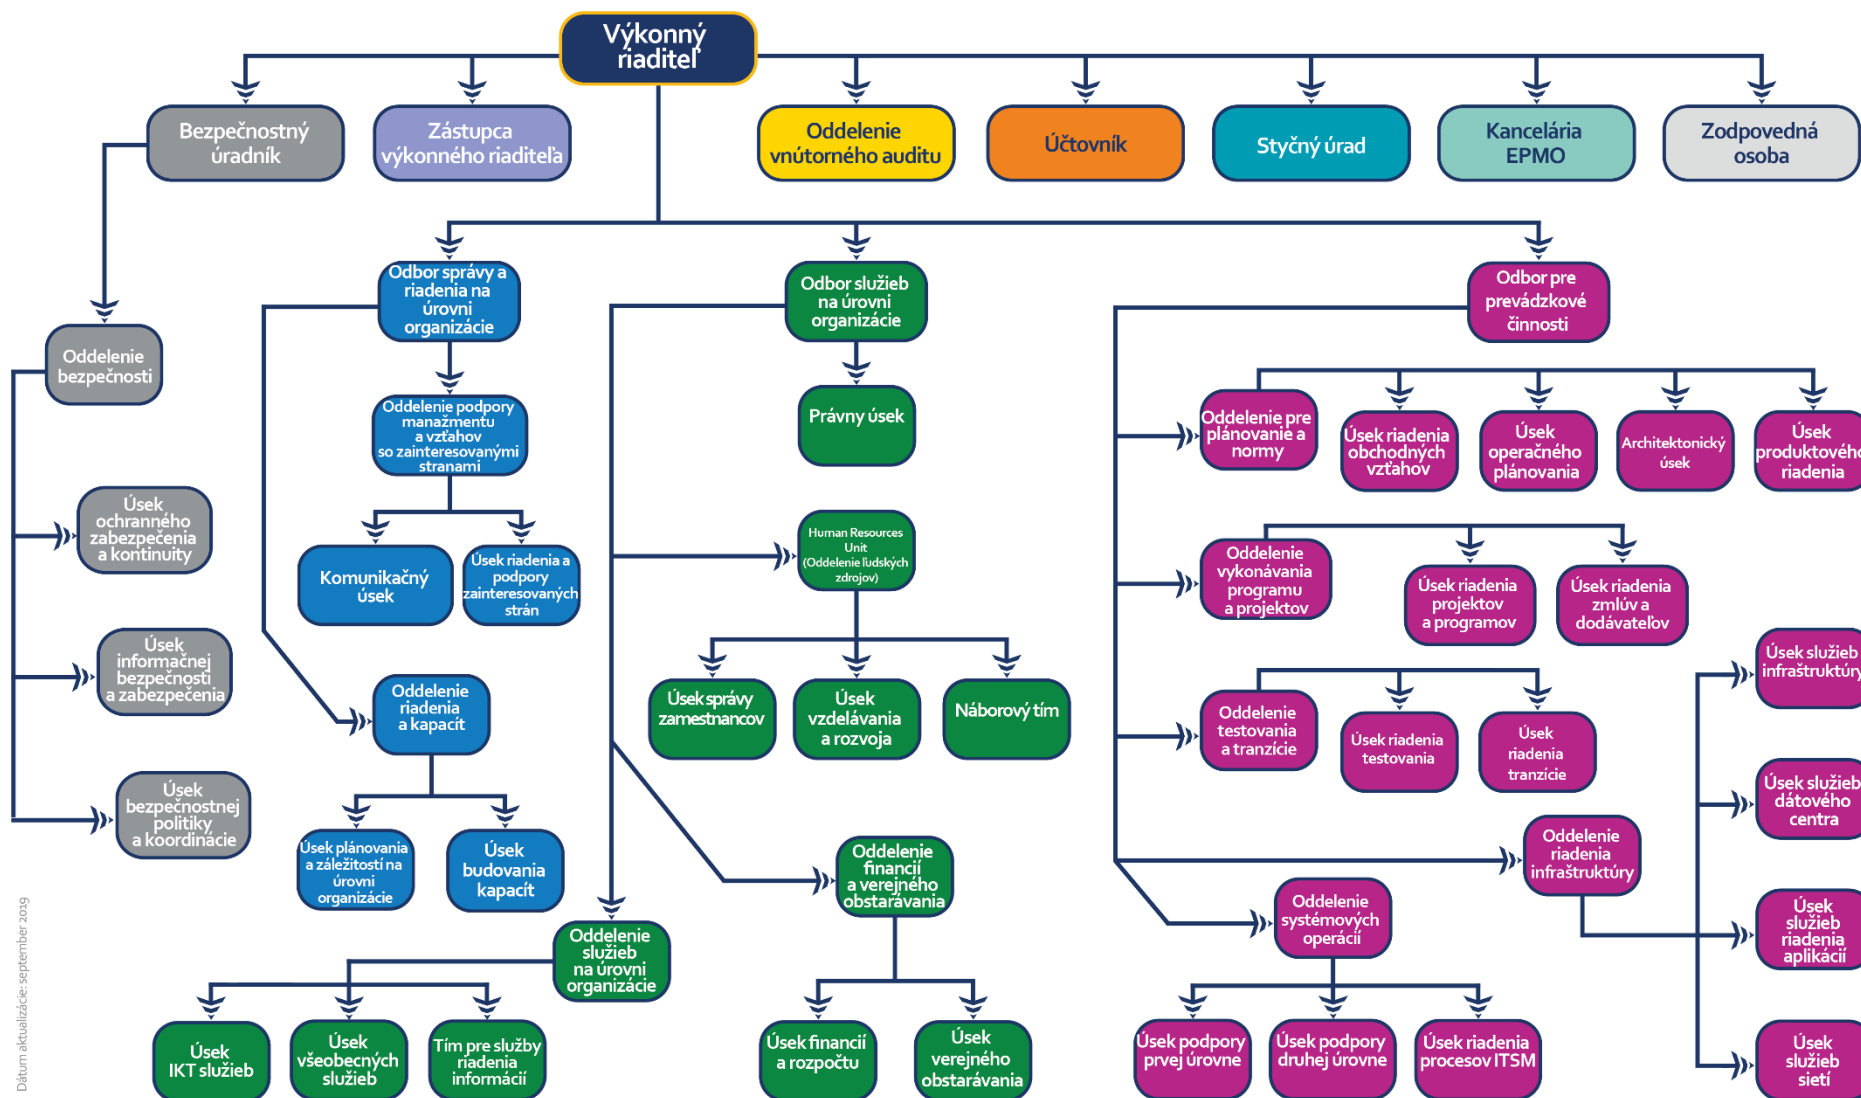 Výkonný
riaditeľ
Bezpečnostný
úradník
Zástupca
výkonného riaditeľa
Oddelenie
vnútorného auditu
Účtovník
Styčný úrad
Kancelária
EPMO
Zodpovedná
osoba
Oddelenie
bezpečnosti
Úsek
ochranného
zabezpečenia
a kontinuity
Úsek
informačnej
bezpečnosti
a zabezpečenia
Úsek
bezpečnostnej
politiky
a koordinácie
Odbor správy a
riadenia na
úrovni
organizácie
Oddelenie podpory
manažmentu
a vzťahov
so zainteresovanými
stranami
Komunikačný
úsek
Úsek riadenia a
podpory
zainteresovaných
strán
Oddelenie
riadenia
a kapacít
Úsek plánovania
a záležitostí na
úrovni
organizácie
Úsek
budovania
kapacít
Odbor služieb
na úrovni
organizácie
Právny úsek
Human Resources
Unit
(Oddelenie ľudských
zdrojov)
Úsek správy
zamestnancov
Úsek
vzdelávania
a rozvoja
Náborový tím
Oddelenie
financií
a verejného
obstarávania
Úsek financií
a rozpočtu
Úsek
verejného
obstarávania
Oddelenie
služieb
na úrovni
organizácie
Úsek
IKT služieb
Úsek
všeobecných
služieb
Tím pre služby
riadenia
informácií
Odbor pre
prevádzkové
činnosti
Oddelenie pre
plánovanie a
normy
Úsek riadenia
obchodných
vzťahov
Úsek
operačného
plánovania
Architektonický
úsek
Úsek
produktového
riadenia
Oddelenie
vykonávania
programu
a projektov
Úsek riadenia
projektov
a programov
Úsek riadenia
zmlúv a
dodávateľov
Oddelenie
testovania
a tranzície
Úsek riadenia
testovania
Úsek
riadenia
tranzície
Oddelenie
riadenia
infraštruktúry
Úsek služieb
infraštruktúry
Úsek služieb
dátového
centra
Úsek
služieb
riadenia
aplikácií
Úsek
služieb
sietí
Oddelenie
systémových
operácií
Úsek podpory
prvej úrovne
Úsek podpory
druhej úrovne
Úsek riadenia
procesov ITSM
Dátum aktualizácie: september 2019